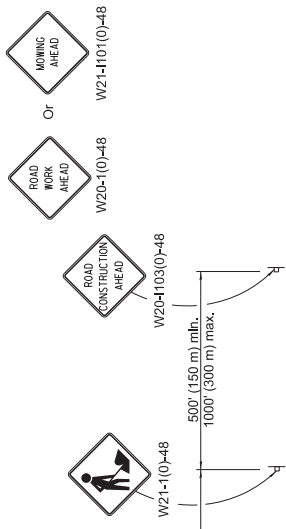 MOWING
AHEAD
W21-I101(0)-48
Or
ROAD
WORK
AHEAD
W20-1(0)-48
ROAD
CONSTRUCTION
AHEAD
W20-I103(0)-48
500' (150 m) min.
1000' (300 m) max.
W21-1(0)-48